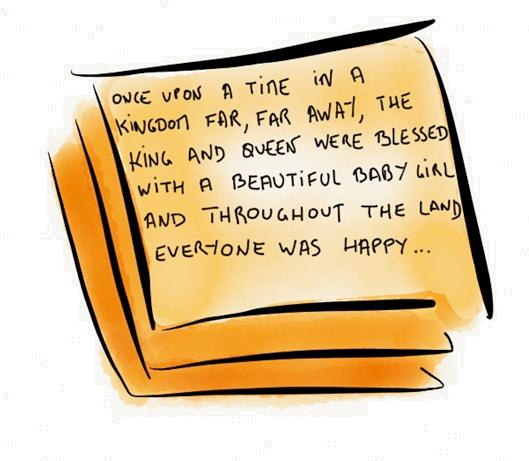 ONCE UPON A TIME IN A
KINGDOM FAR, FAR AWAY, THE
KING AND QUEEN WERE BLESSED
WITH A BEAUTIFUL BABY GIRL
AND THROUGHOUT THE LAND
EVERYONE WAS HAPPY...